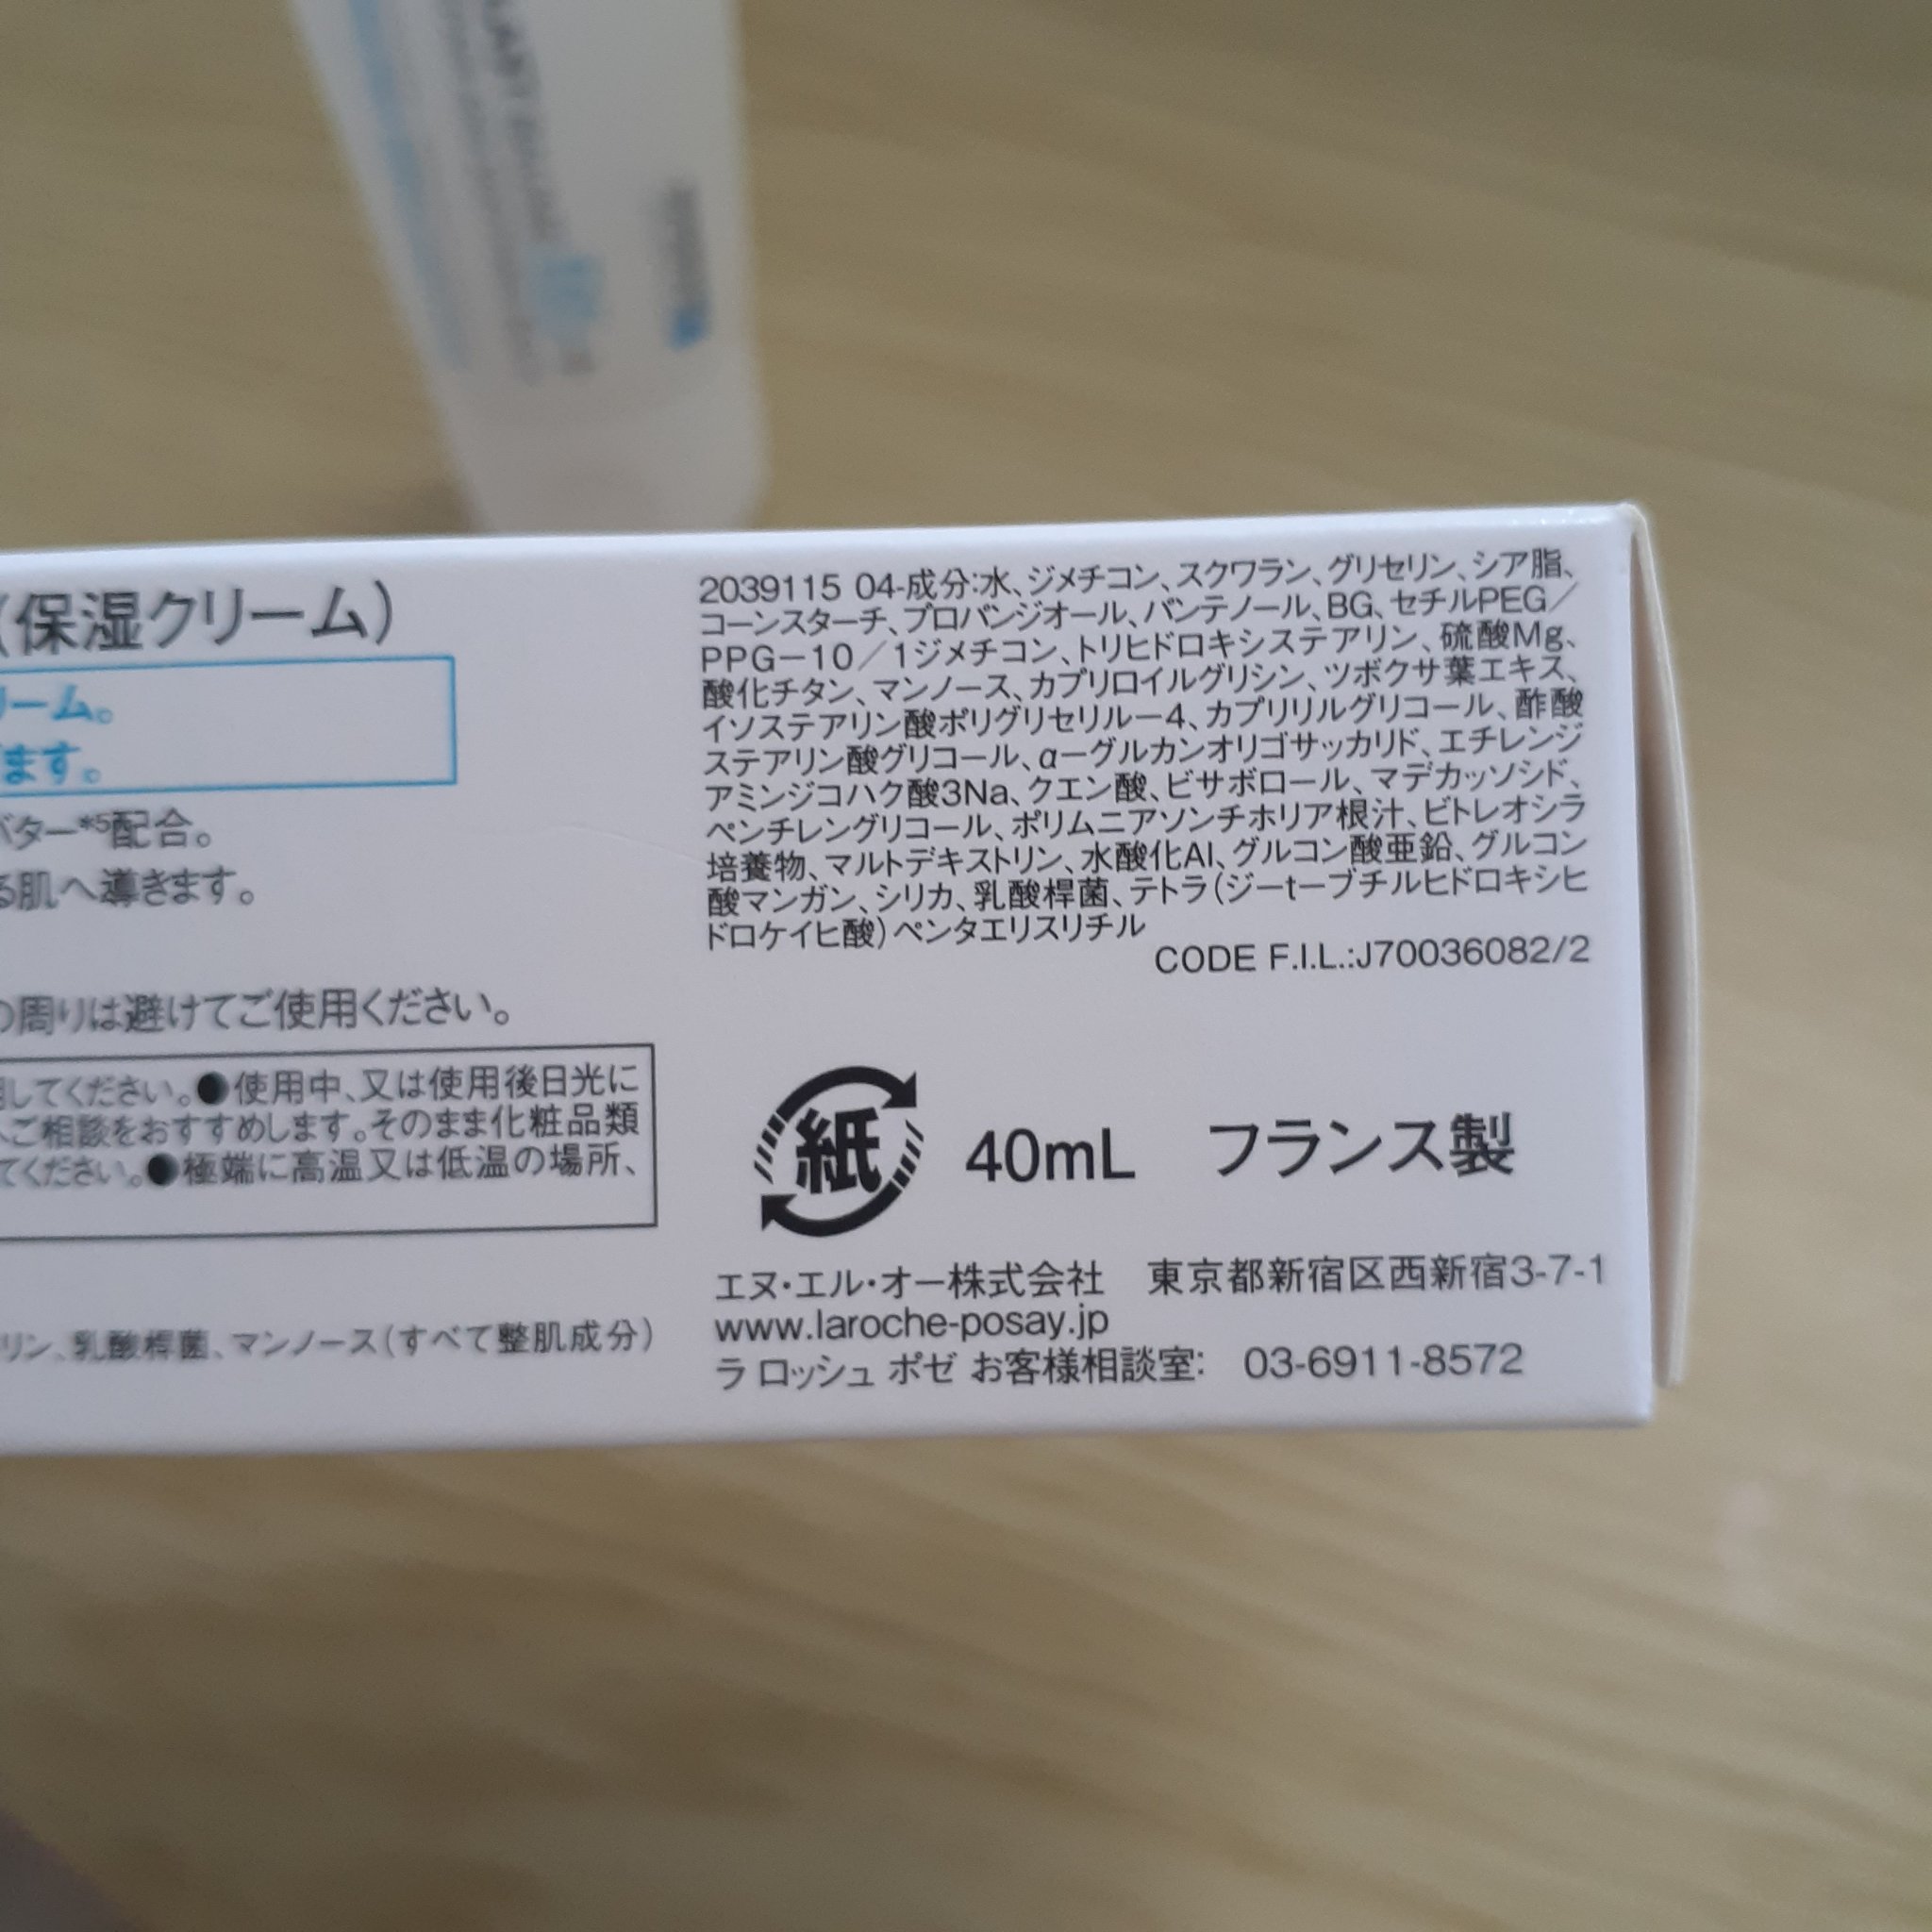 (保湿クリーム)
リーム。
ます。
バター*5配合。
る肌へ導きます。
の周りは避けてご使用ください。
してください。●使用中、又は使用後日光に
ご相談をおすすめします。そのまま化粧品類
てください。●極端に高温又は低温の場所、
リン、乳酸桿菌、マンノース(すべて整肌成分)
2039115 04-成分:水、ジメチコン、スクワラン、グリセリン、シア脂、
コーンスターチ、プロパンジオール、パンテノール、BG、セチルPEG/
PPG-10/1ジメチコン、トリヒドロキシステアリン、硫酸Mg、
酸化チタン、マンノース、カプリロイルグリシン、ツボクサ葉エキス、
イソステアリン酸ポリグリセリル-4、カプリリルグリコール、酢酸
ステアリン酸グリコール、α-グルカンオリゴサッカリド、エチレンジ
アミンジコハク酸3Na、クエン酸、ビサボロール、マデカッソシド、
ペンチレングリコール、ポリムニアソンチホリア根汁、ビトレオシラ
培養物、マルトデキストリン、水酸化Al、グルコン酸亜鉛、グルコン
酸マンガン、シリカ、乳酸桿菌、テトラ(ジ-t-ブチルヒドロキシヒ
ドロケイヒ酸)ペンタエリスリチル
CODE F.I.L.:J70036082/2
紙 40mL フランス製
エヌ・エル・オー株式会社 東京都新宿区西新宿3-7-1
www.laroche-posay.jp
ラ ロッシュ ポゼ お客様相談室: 03-6911-8572